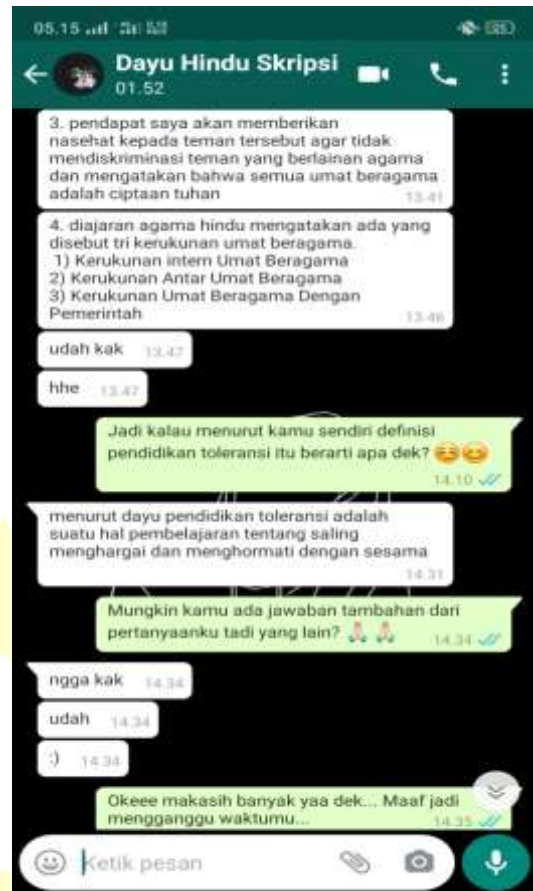 05.15
Dayu Hindu Skripsi
01.52
3. pendapat saya akan memberikan
nasehat kepada teman tersebut agar tidak
mendiskriminasi teman yang berlainan agama
dan mengatakan bahwa semua umat beragama
adalah ciptaan tuhan 13.41
4. diajaran agama hindu mengatakan ada yang
disebut tri kerukunan umat beragama.
1) Kerukunan intern Umat Beragama
2) Kerukunan Antar Umat Beragama
3) Kerukunan Umat Beragama Dengan
Pemerintah 13.46
udah kak 13.47
hhe 13.47
Jadi kalau menurut kamu sendiri definisi
pendidikan toleransi itu berarti apa dek? 😊😊
14.10
menurut dayu pendidikan toleransi adalah
suatu hal pembelajaran tentang saling
menghargai dan menghormati dengan sesama
14.31
Mungkin kamu ada jawaban tambahan dari
pertanyaanku tadi yang lain? 🙏🙏 14.34
ngga kak 14.34
udah 14.34
:) 14.34
Okeee makasih banyak yaa dek... Maaf jadi
mengganggu waktumu... 14.35
Ketik pesan